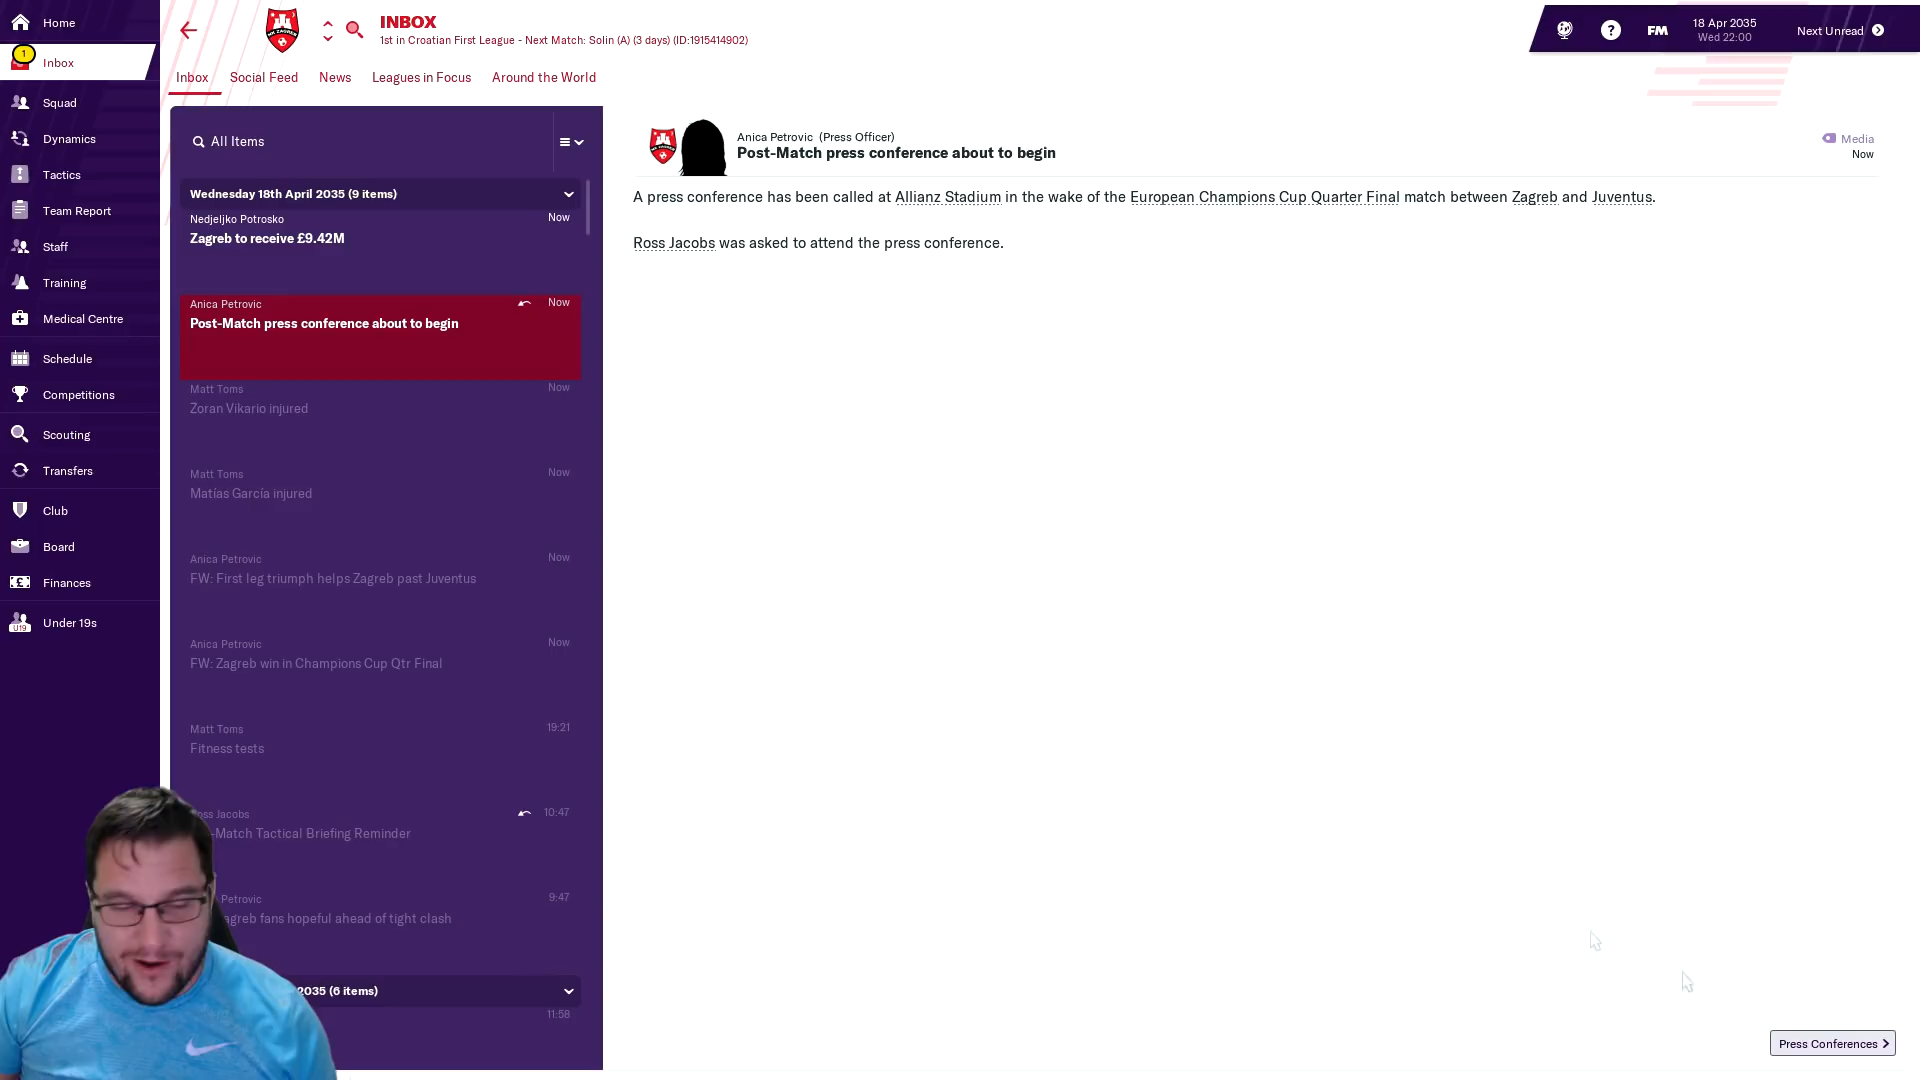 Home
1
Inbox
Squad
Dynamics
Tactics
Team Report
Staff
Training
Medical Centre
Schedule
Competitions
Scouting
Transfers
Club
Board
Finances
U19
Under 19s
INBOX
1st in Croatian First League - Next Match: Solin (A) (3 days) (ID:1915414902)
?
FM
18 Apr 2035
Wed 22:00
Next Unread
Inbox
Social Feed
News
Leagues in Focus
Around the World
All Items
Wednesday 18th April 2035 (9 items)
Nedjeljko Potrosko
Now
Zagreb to receive £9.42M
Anica Petrovic
Now
Post-Match press conference about to begin
Matt Toms
Now
Zoran Vikario injured
Matt Toms
Now
Matías García injured
Anica Petrovic
Now
FW: First leg triumph helps Zagreb past Juventus
Anica Petrovic
Now
FW: Zagreb win in Champions Cup Qtr Final
Matt Toms
19:21
Fitness tests
Jacobs
10:47
-Match Tactical Briefing Reminder
Petrovic
9:47
fans hopeful ahead of tight clash
2035 (6 items)
11:58
Anica Petrovic (Press Officer)
Post-Match press conference about to begin
Media
Now
A press conference has been called at Allianz Stadium in the wake of the European Champions Cup Quarter Final match between Zagreb and Juventus.
Ross Jacobs was asked to attend the press conference.
Press Conferences